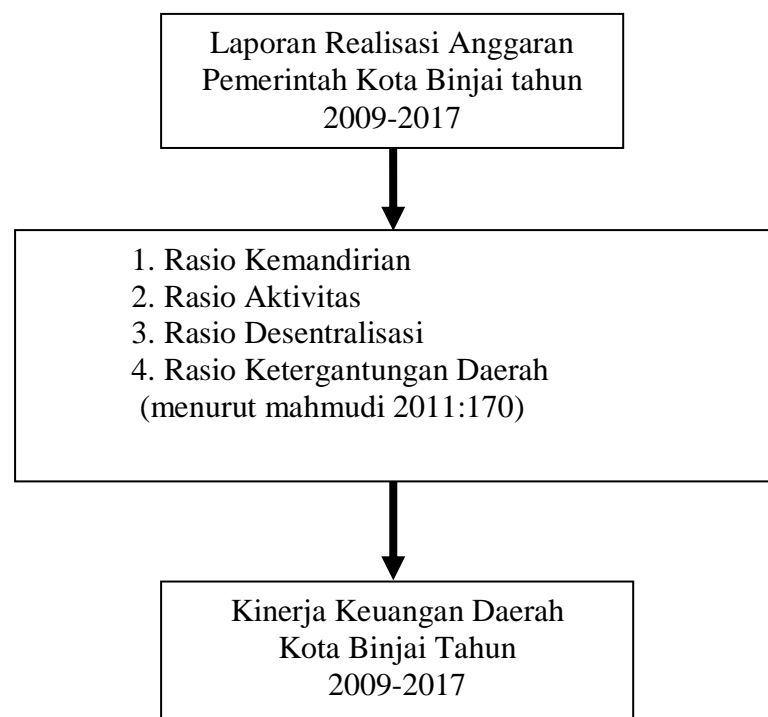 Laporan Realisasi Anggaran
Pemerintah Kota Binjai tahun
2009-2017
1. Rasio Kemandirian
2. Rasio Aktivitas
3. Rasio Desentralisasi
4. Rasio Ketergantungan Daerah
(menurut mahmudi 2011:170)
Kinerja Keuangan Daerah
Kota Binjai Tahun
2009-2017